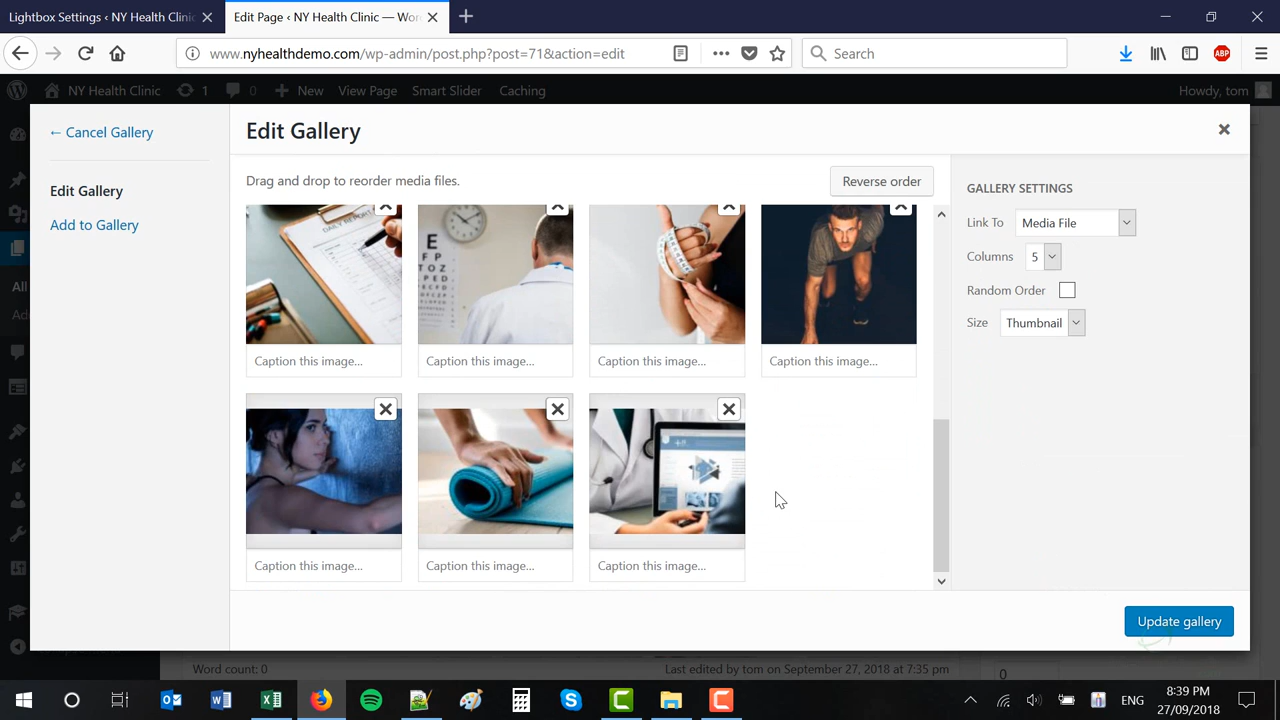 Lightbox Settings ‹ NY Health Clinic
Edit Page ‹ NY Health Clinic — Wor
www.nyhealthdemo.com/wp-admin/post.php?post=71&action=edit
Search
ABP
NY Health Clinic
1
0
New
View Page
Smart Slider
Caching
Howdy, tom
← Cancel Gallery
Edit Gallery
Add to Gallery
Edit Gallery
Drag and drop to reorder media files.
Reverse order
Caption this image...
Caption this image...
Caption this image...
Caption this image...
Caption this image...
Caption this image...
Caption this image...
GALLERY SETTINGS
Link To
Media File
Columns
5
Random Order
Size
Thumbnail
Update gallery
All
Word count: 0
Last edited by tom on September 27, 2018 at 7:35 pm
0
ENG
8:39 PM
27/09/2018